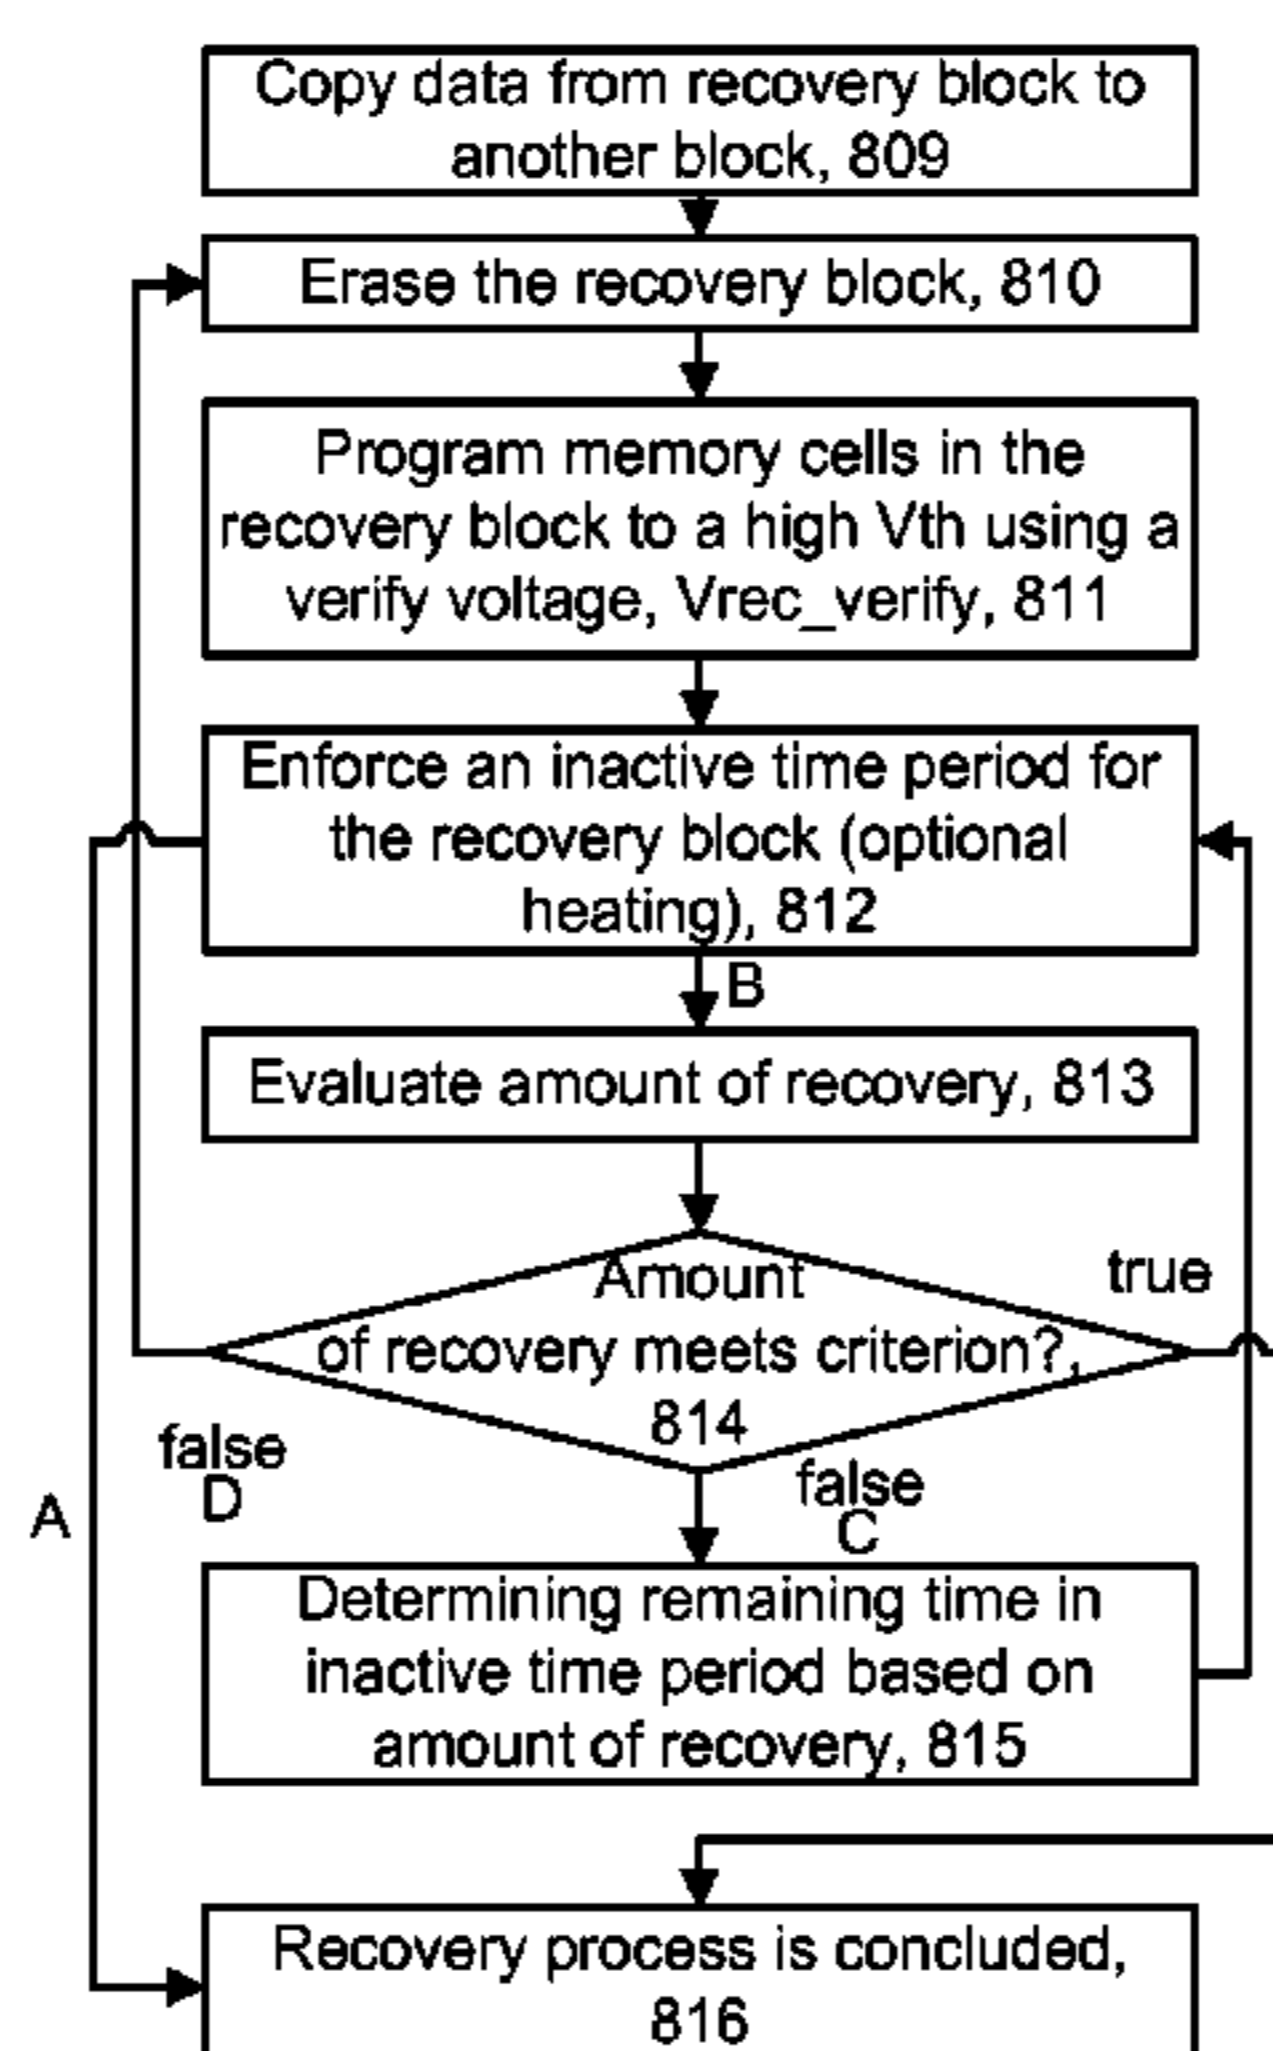 Copy data from recovery block to
another block, 809
Erase the recovery block, 810
Program memory cells in the
recovery block to a high Vth using a
verify voltage, Vrec_verify, 811
Enforce an inactive time period for
the recovery block (optional
heating), 812
B
Evaluate amount of recovery, 813
true
Amount
of recovery meets criterion?,
814
false
D
false
C
A
Determining remaining time in
inactive time period based on
amount of recovery, 815
Recovery process is concluded,
816